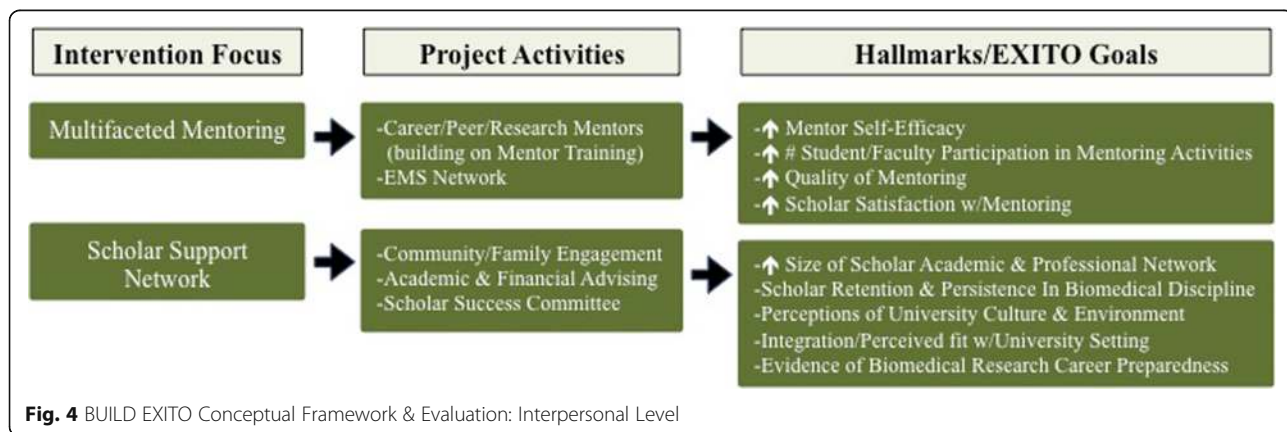 Intervention Focus
Project Activities
Hallmarks/EXITO Goals
Multifaceted Mentoring
-Career/Peer/Research Mentors
(building on Mentor Training)
-EMS Network
-↑ Mentor Self-Efficacy
-↑ # Student/Faculty Participation in Mentoring Activities
-↑ Quality of Mentoring
-↑ Scholar Satisfaction w/Mentoring
Scholar Support
Network
-Community/Family Engagement
-Academic & Financial Advising
-Scholar Success Committee
-↑ Size of Scholar Academic & Professional Network
-Scholar Retention & Persistence In Biomedical Discipline
-Perceptions of University Culture & Environment
-Integration/Perceived fit w/University Setting
-Evidence of Biomedical Research Career Preparedness
Fig. 4 BUILD EXITO Conceptual Framework & Evaluation: Interpersonal Level